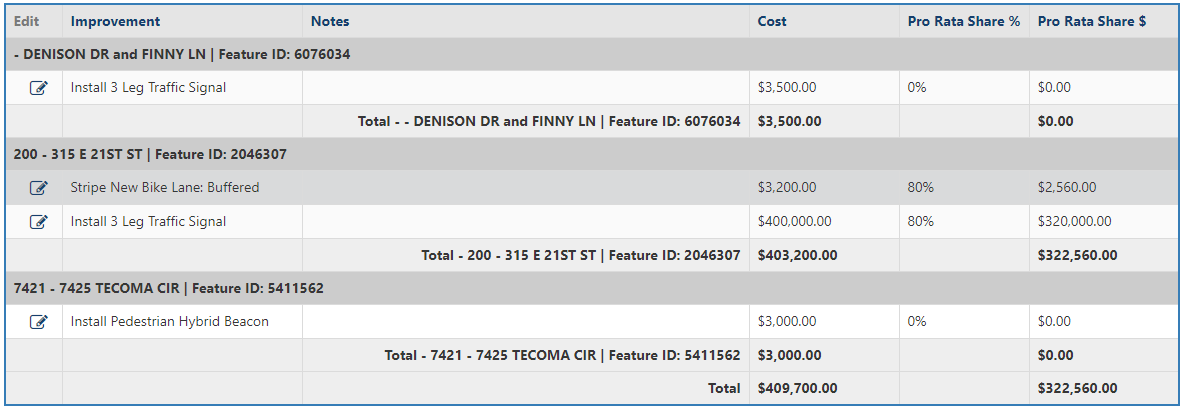 Edit Improvement Notes Cost Pro Rata Share % Pro Rata Share $
- DENISON DR and FINNY LN | Feature ID: 6076034
Install 3 Leg Traffic Signal $3,500.00 0% $0.00
Total - - DENISON DR and FINNY LN | Feature ID: 6076034 $3,500.00 $0.00
200 - 315 E 21ST ST | Feature ID: 2046307
Stripe New Bike Lane: Buffered $3,200.00 80% $2,560.00
Install 3 Leg Traffic Signal $400,000.00 80% $320,000.00
Total - 200 - 315 E 21ST ST | Feature ID: 2046307 $403,200.00 $322,560.00
7421 - 7425 TECOMA CIR | Feature ID: 5411562
Install Pedestrian Hybrid Beacon $3,000.00 0% $0.00
Total - 7421 - 7425 TECOMA CIR | Feature ID: 5411562 $3,000.00 $0.00
Total $409,700.00 $322,560.00